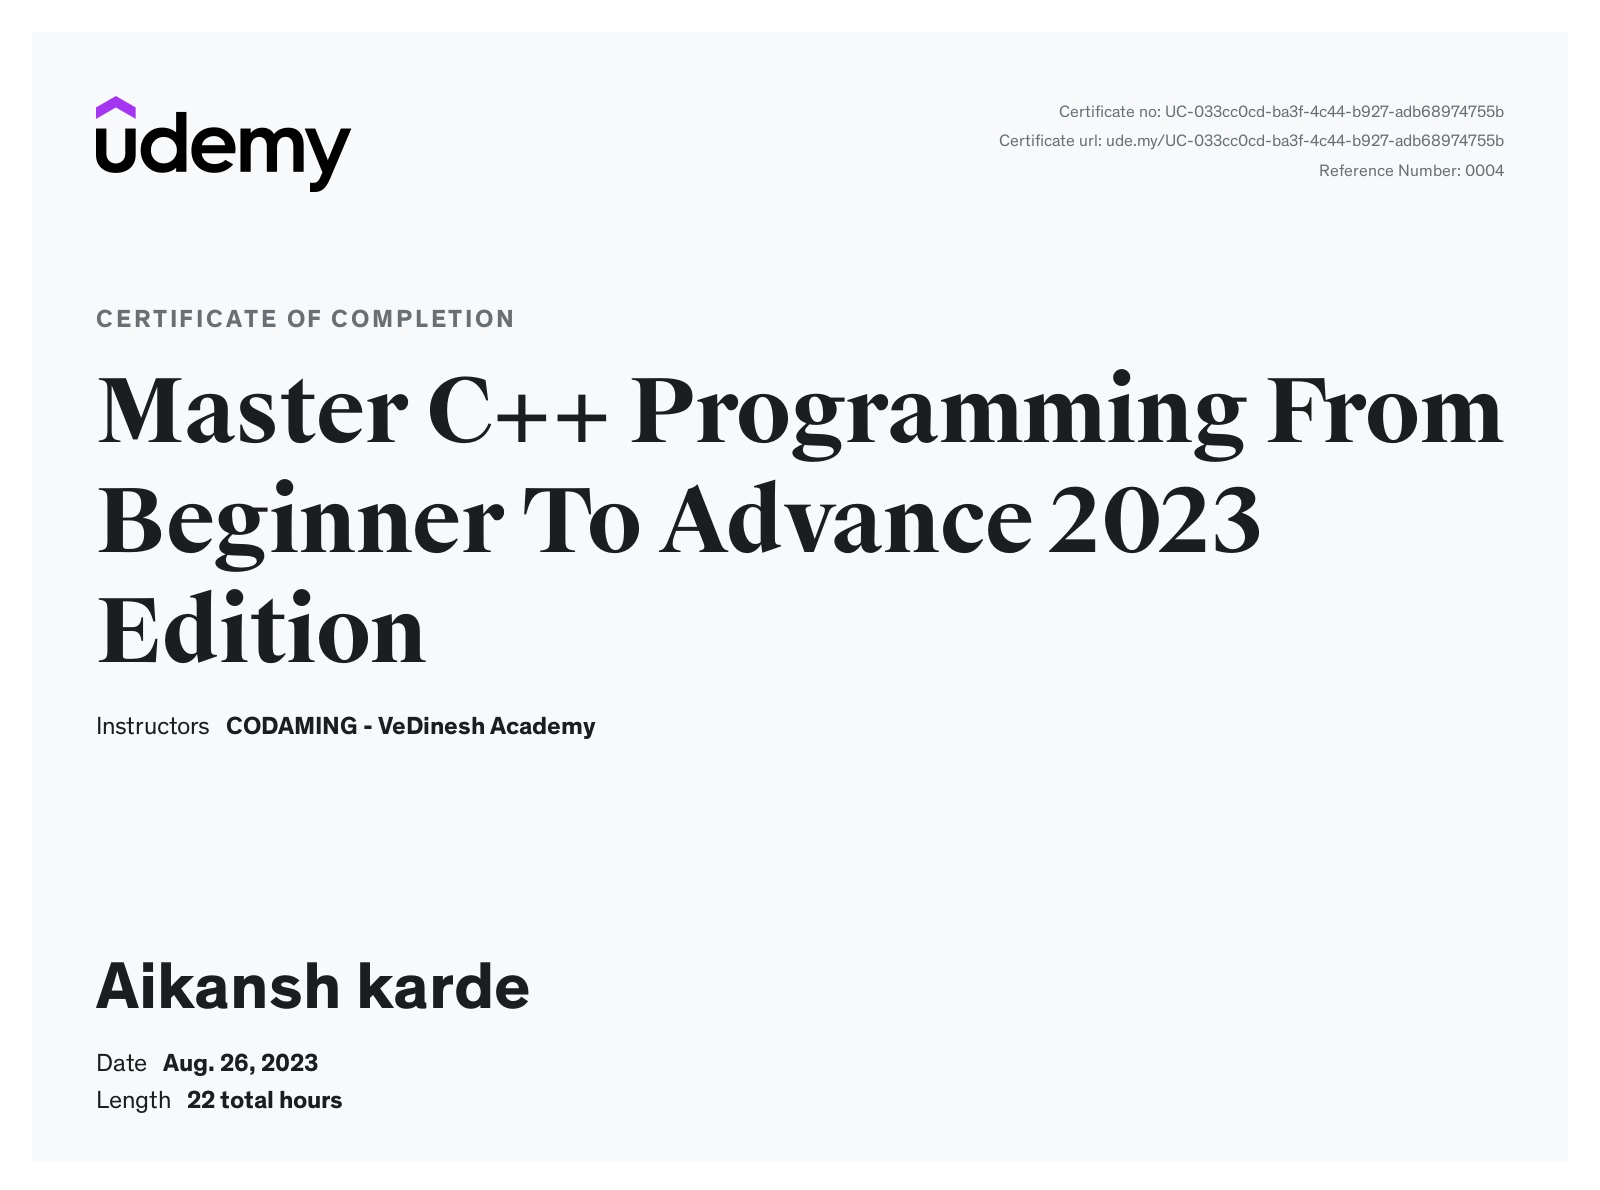 udemy
Certificate no: UC-033cc0cd-ba3f-4c44-b927-adb68974755b
Certificate url: ude.my/UC-033cc0cd-ba3f-4c44-b927-adb68974755b
Reference Number: 0004
CERTIFICATE OF COMPLETION
Master C++ Programming From
Beginner To Advance 2023
Edition
Instructors CODAMING - VeDinesh Academy
Aikansh karde
Date Aug. 26, 2023
Length 22 total hours